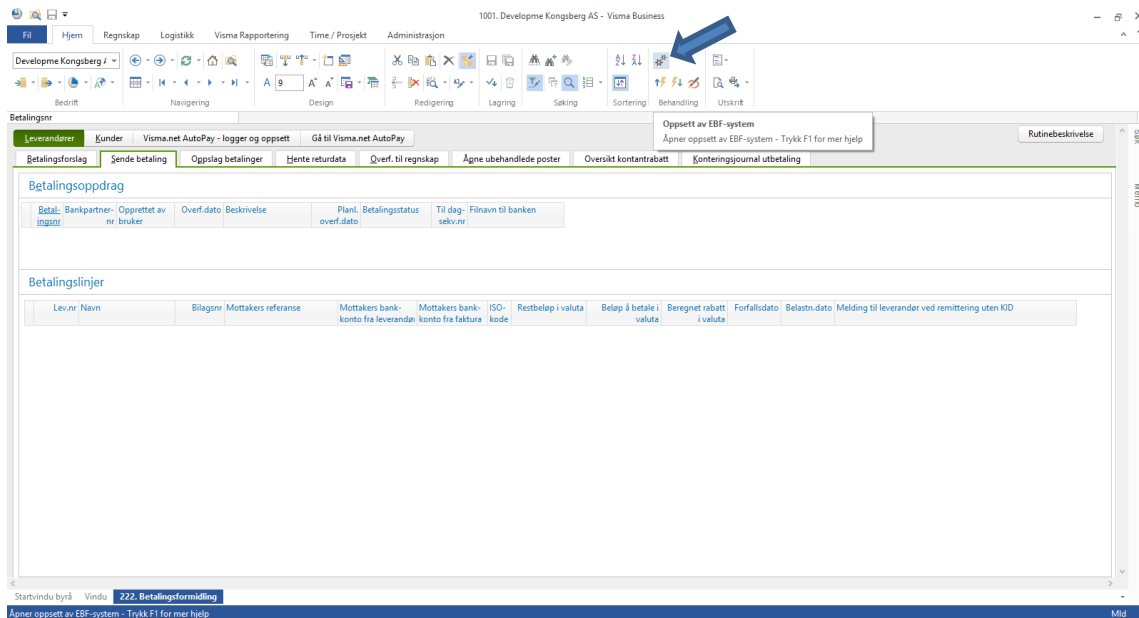 1001. Developme Kongsberg AS - Visma Business
Fil Hjem Regnskap Logistikk Visma Rapportering Time / Prosjekt Administrasjon
Developme Kongsberg A
A 9
Bedrift Navigering Design Redigering Lagring Søking Sortering Behandling Utskrift
Betalingsnr
Oppsett av EBF-system
Åpner oppsett av EBF-system - Trykk F1 for mer hjelp
Leverandører Kunder Visma.net AutoPay - logger og oppsett Gå til Visma.net AutoPay Rutinebeskrivelse
Søk
Betalingsforslag Sende betaling Oppslag betalinger Hente returdata Overf. til regnskap Åpne ubehandlede poster Oversikt kontantrabatt Konteringsjournal utbetaling
Memo
Betalingsoppdrag
Betal- Bankpartner- Opprettet av Overf.dato Beskrivelse Planl. Betalingsstatus Til dag- Filnavn til banken
ingsnr nr bruker overf.dato sekv.nr
Betalingslinjer
Lev.nr Navn Bilagsnr Mottakers referanse Mottakers bank- Mottakers bank- ISO- Restbeløp i valuta Beløp å betale i Beregnet rabatt Forfallsdato Belastn.dato Melding til leverandør ved remittering uten KID
konto fra leverandør konto fra faktura kode valuta i valuta
Startvindu byrå Vindu 222. Betalingsformidling
Åpner oppsett av EBF-system - Trykk F1 for mer hjelp Mld